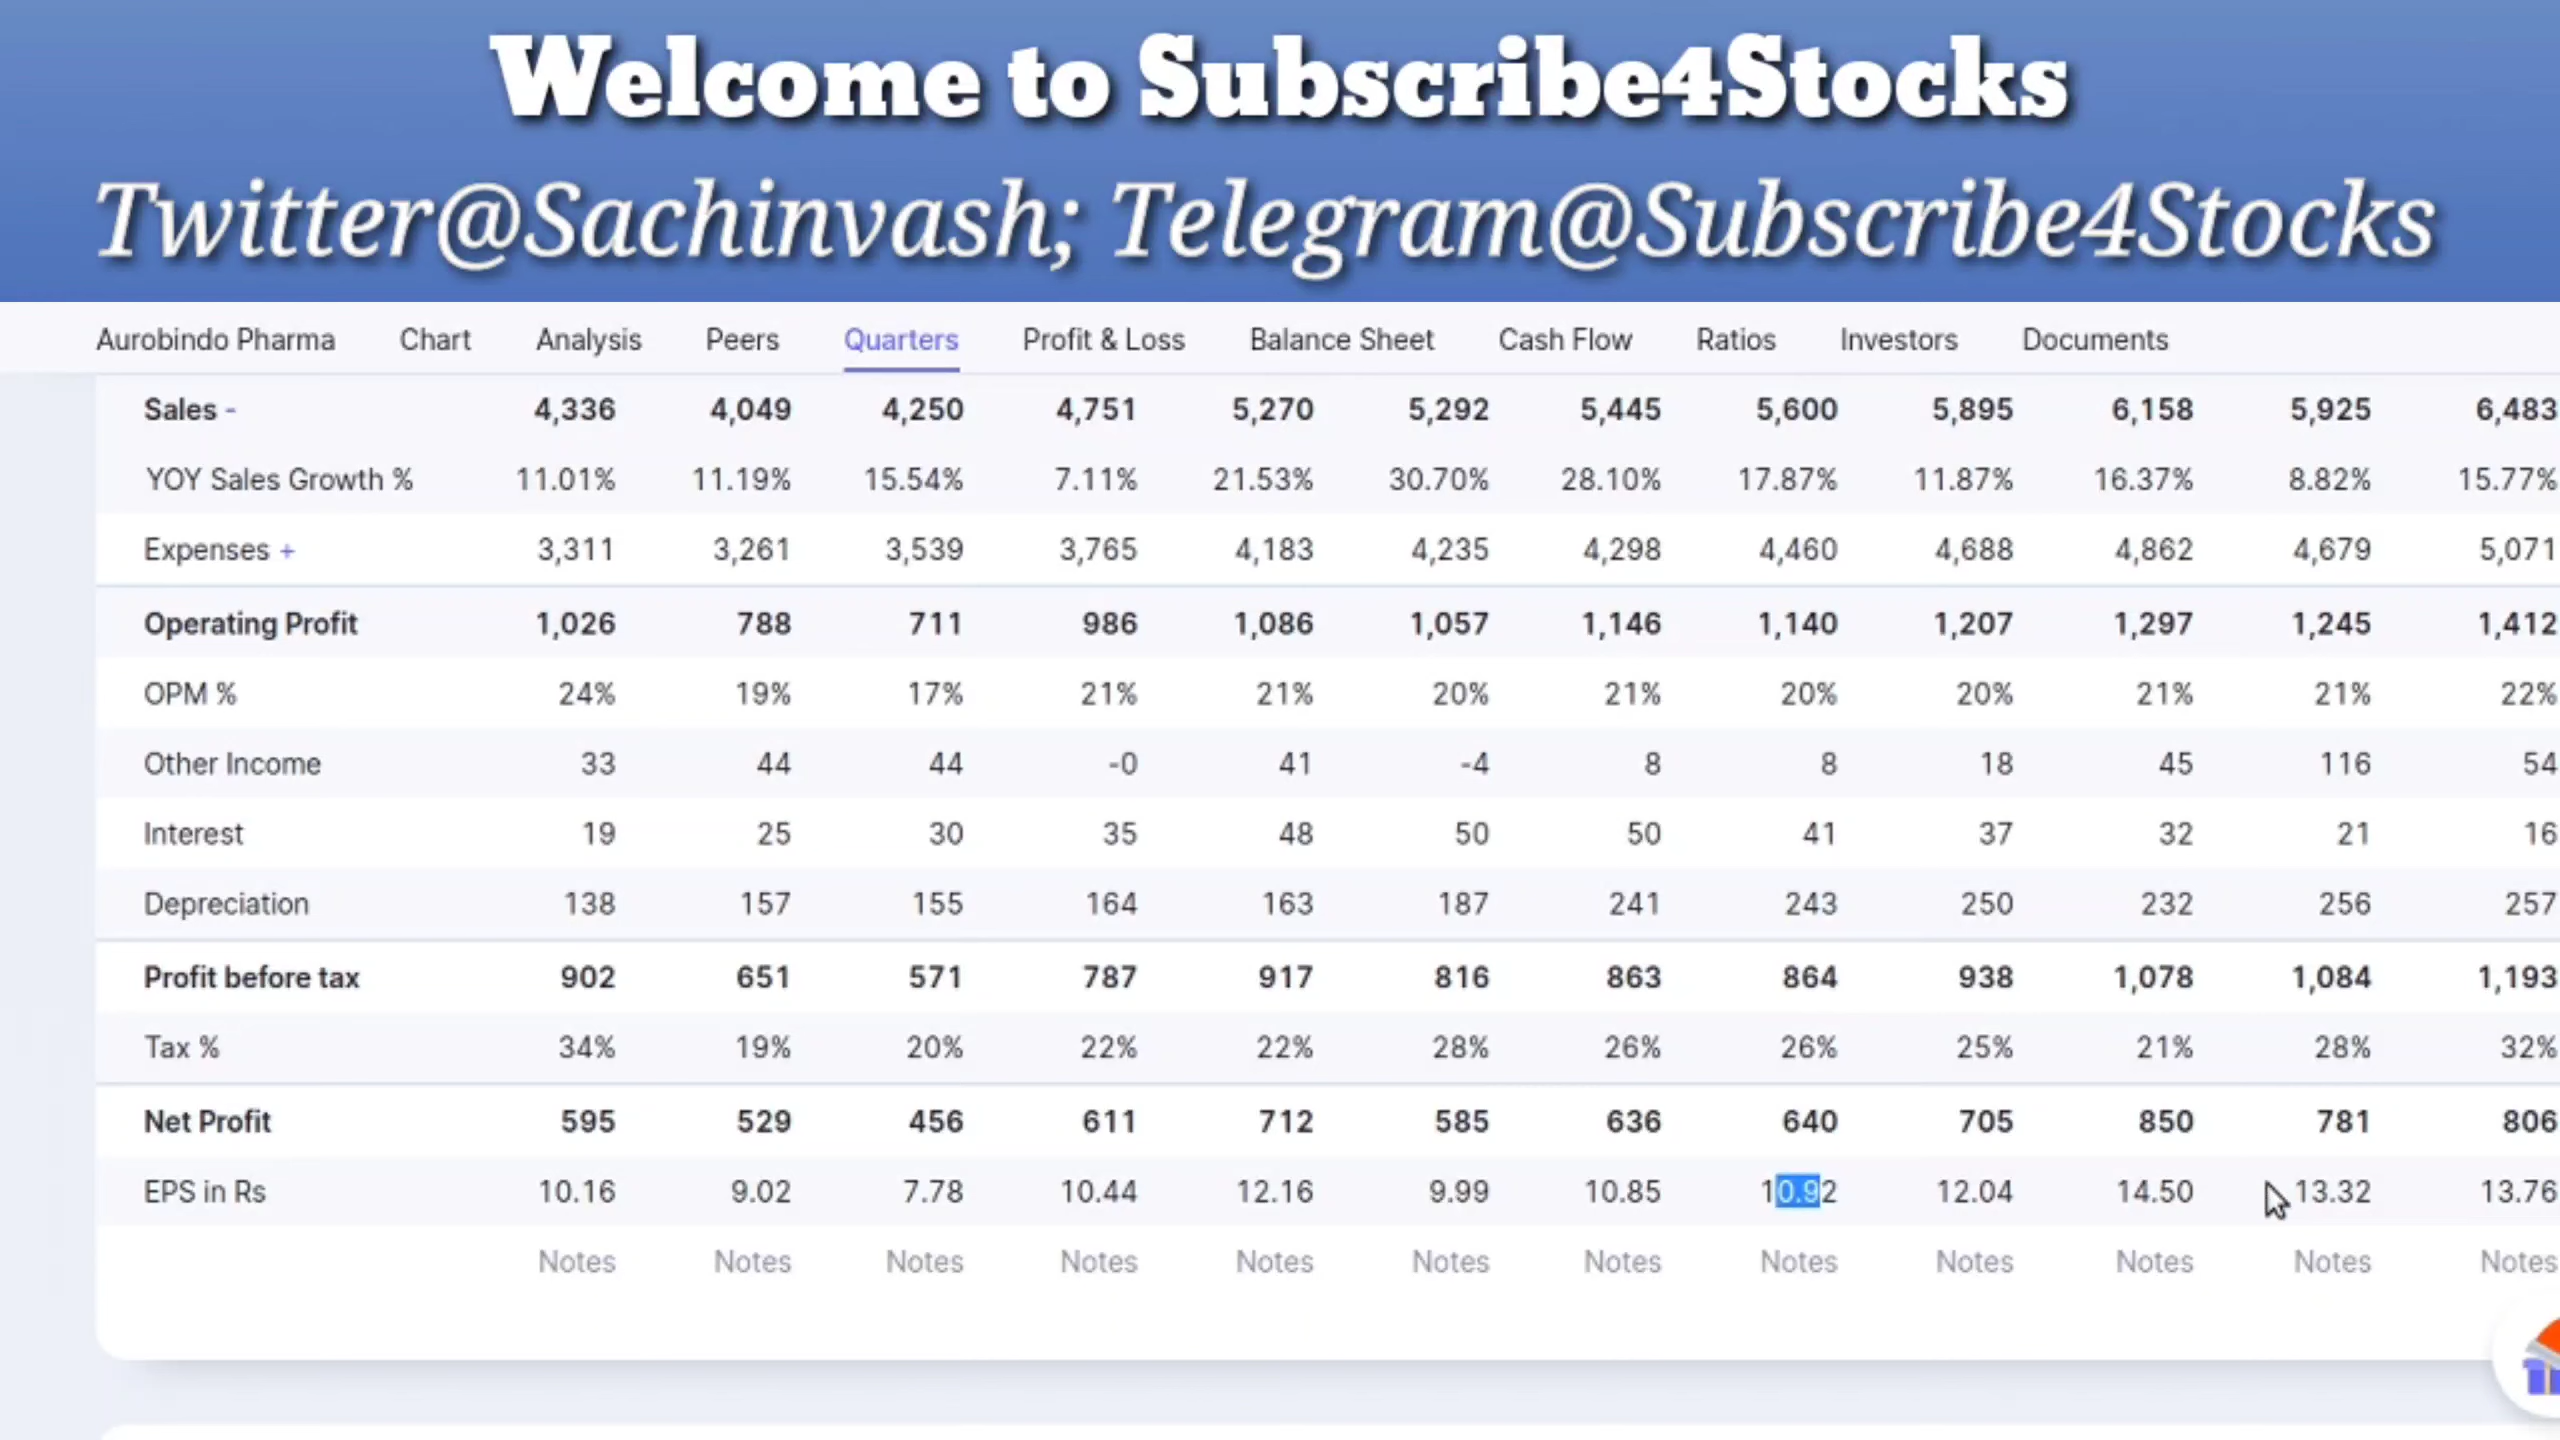 Welcome to Subscribe4Stocks
Twitter@Sachinvash; Telegram@Subscribe4Stocks
Aurobindo Pharma Chart Analysis Peers Quarters Profit & Loss Balance Sheet Cash Flow Ratios Investors Documents
Sales - 4,336 4,049 4,250 4,751 5,270 5,292 5,445 5,600 5,895 6,158 5,925 6,483
YOY Sales Growth % 11.01% 11.19% 15.54% 7.11% 21.53% 30.70% 28.10% 17.87% 11.87% 16.37% 8.82% 15.77%
Expenses + 3,311 3,261 3,539 3,765 4,183 4,235 4,298 4,460 4,688 4,862 4,679 5,071
Operating Profit 1,026 788 711 986 1,086 1,057 1,146 1,140 1,207 1,297 1,245 1,412
OPM % 24% 19% 17% 21% 21% 20% 21% 20% 20% 21% 21% 22%
Other Income 33 44 44 -0 41 -4 8 8 18 45 116 54
Interest 19 25 30 35 48 50 50 41 37 32 21 16
Depreciation 138 157 155 164 163 187 241 243 250 232 256 257
Profit before tax 902 651 571 787 917 816 863 864 938 1,078 1,084 1,193
Tax % 34% 19% 20% 22% 22% 28% 26% 26% 25% 21% 28% 32%
Net Profit 595 529 456 611 712 585 636 640 705 850 781 806
EPS in Rs 10.16 9.02 7.78 10.44 12.16 9.99 10.85 10.92 12.04 14.50 13.32 13.76
Notes Notes Notes Notes Notes Notes Notes Notes Notes Notes Notes Notes